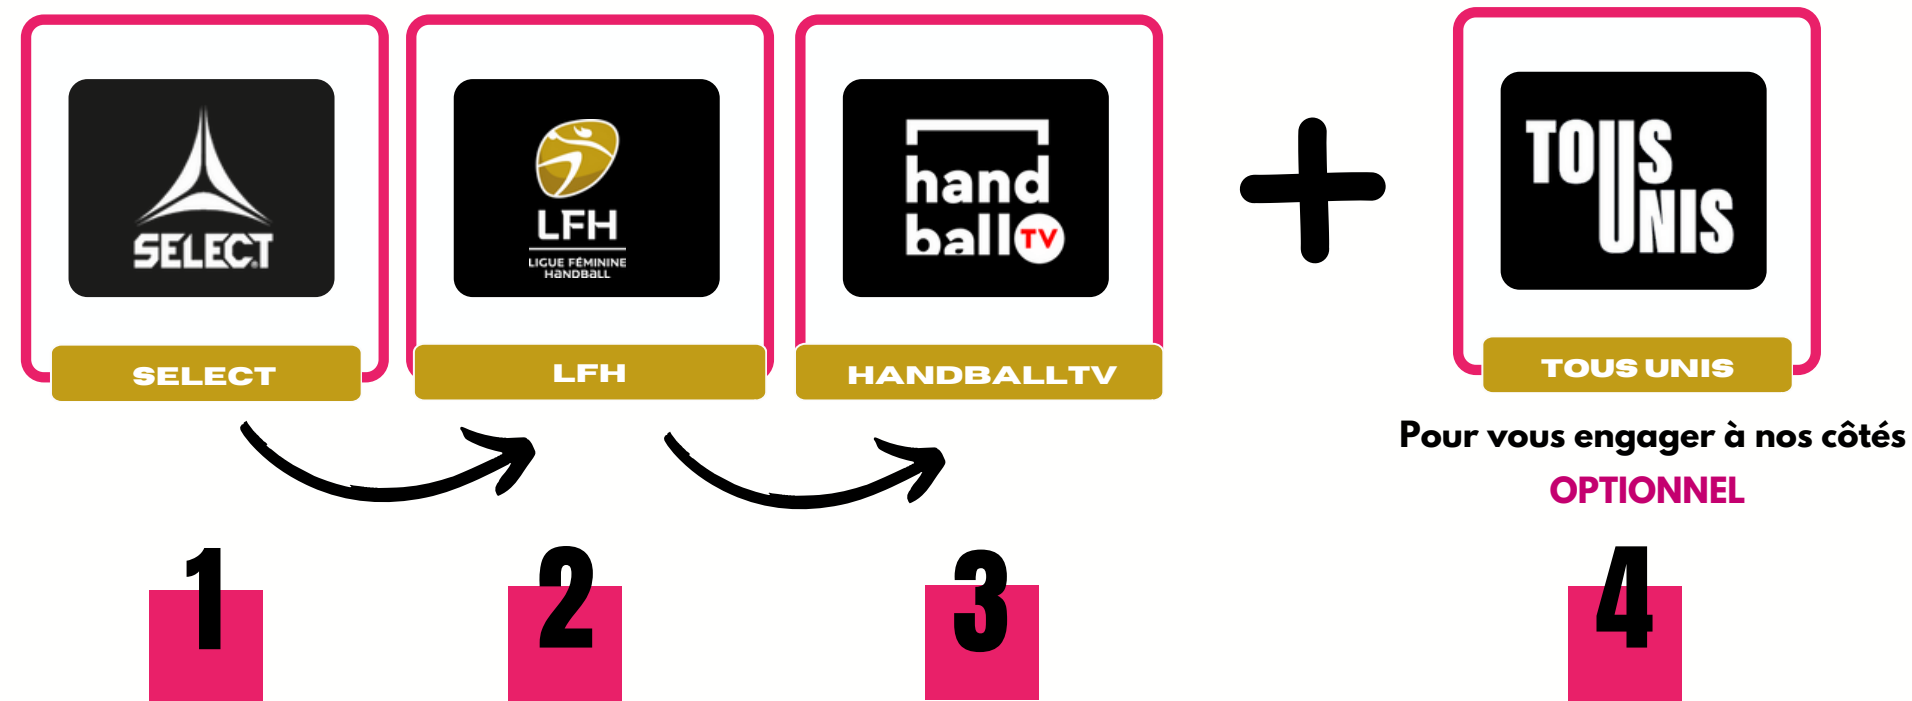 SELECT
SELECT
LFH
LIGUE FÉMININE
HANDBALL
LFH
hand
ball TV
HANDBALLTV
TOUS
UNIS
TOUS UNIS
Pour vous engager à nos côtés
OPTIONNEL
1
2
3
4